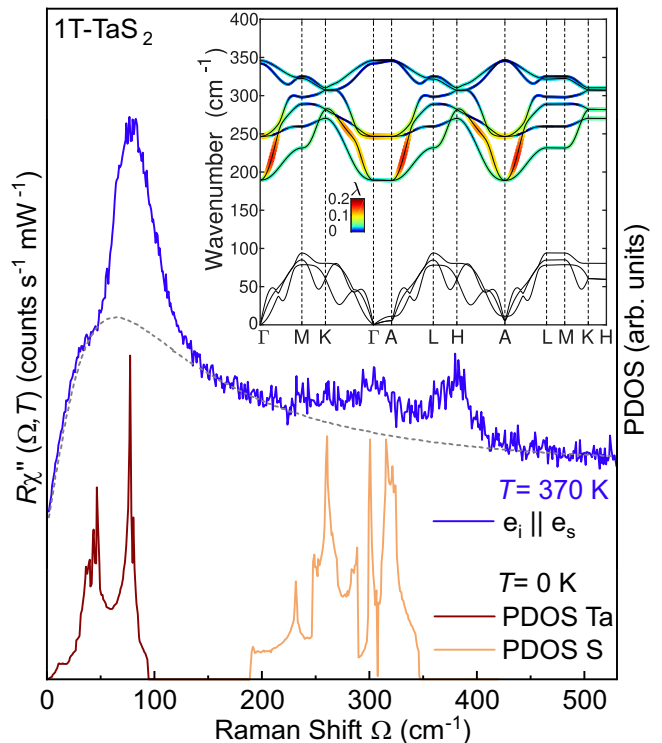 1T-TaS₂
400
350
300
250
200
150
100
50
0
Wavenumber (cm⁻¹)
λ
0.2
0.1
0
Γ M K Γ A L H A L M K H
Rχ" (Ω,T) (counts s⁻¹ mW⁻¹)
PDOS (arb. units)
T= 370 K
eᵢ || eₛ
T= 0 K
PDOS Ta
PDOS S
0 100 200 300 400 500
Raman Shift Ω (cm⁻¹)